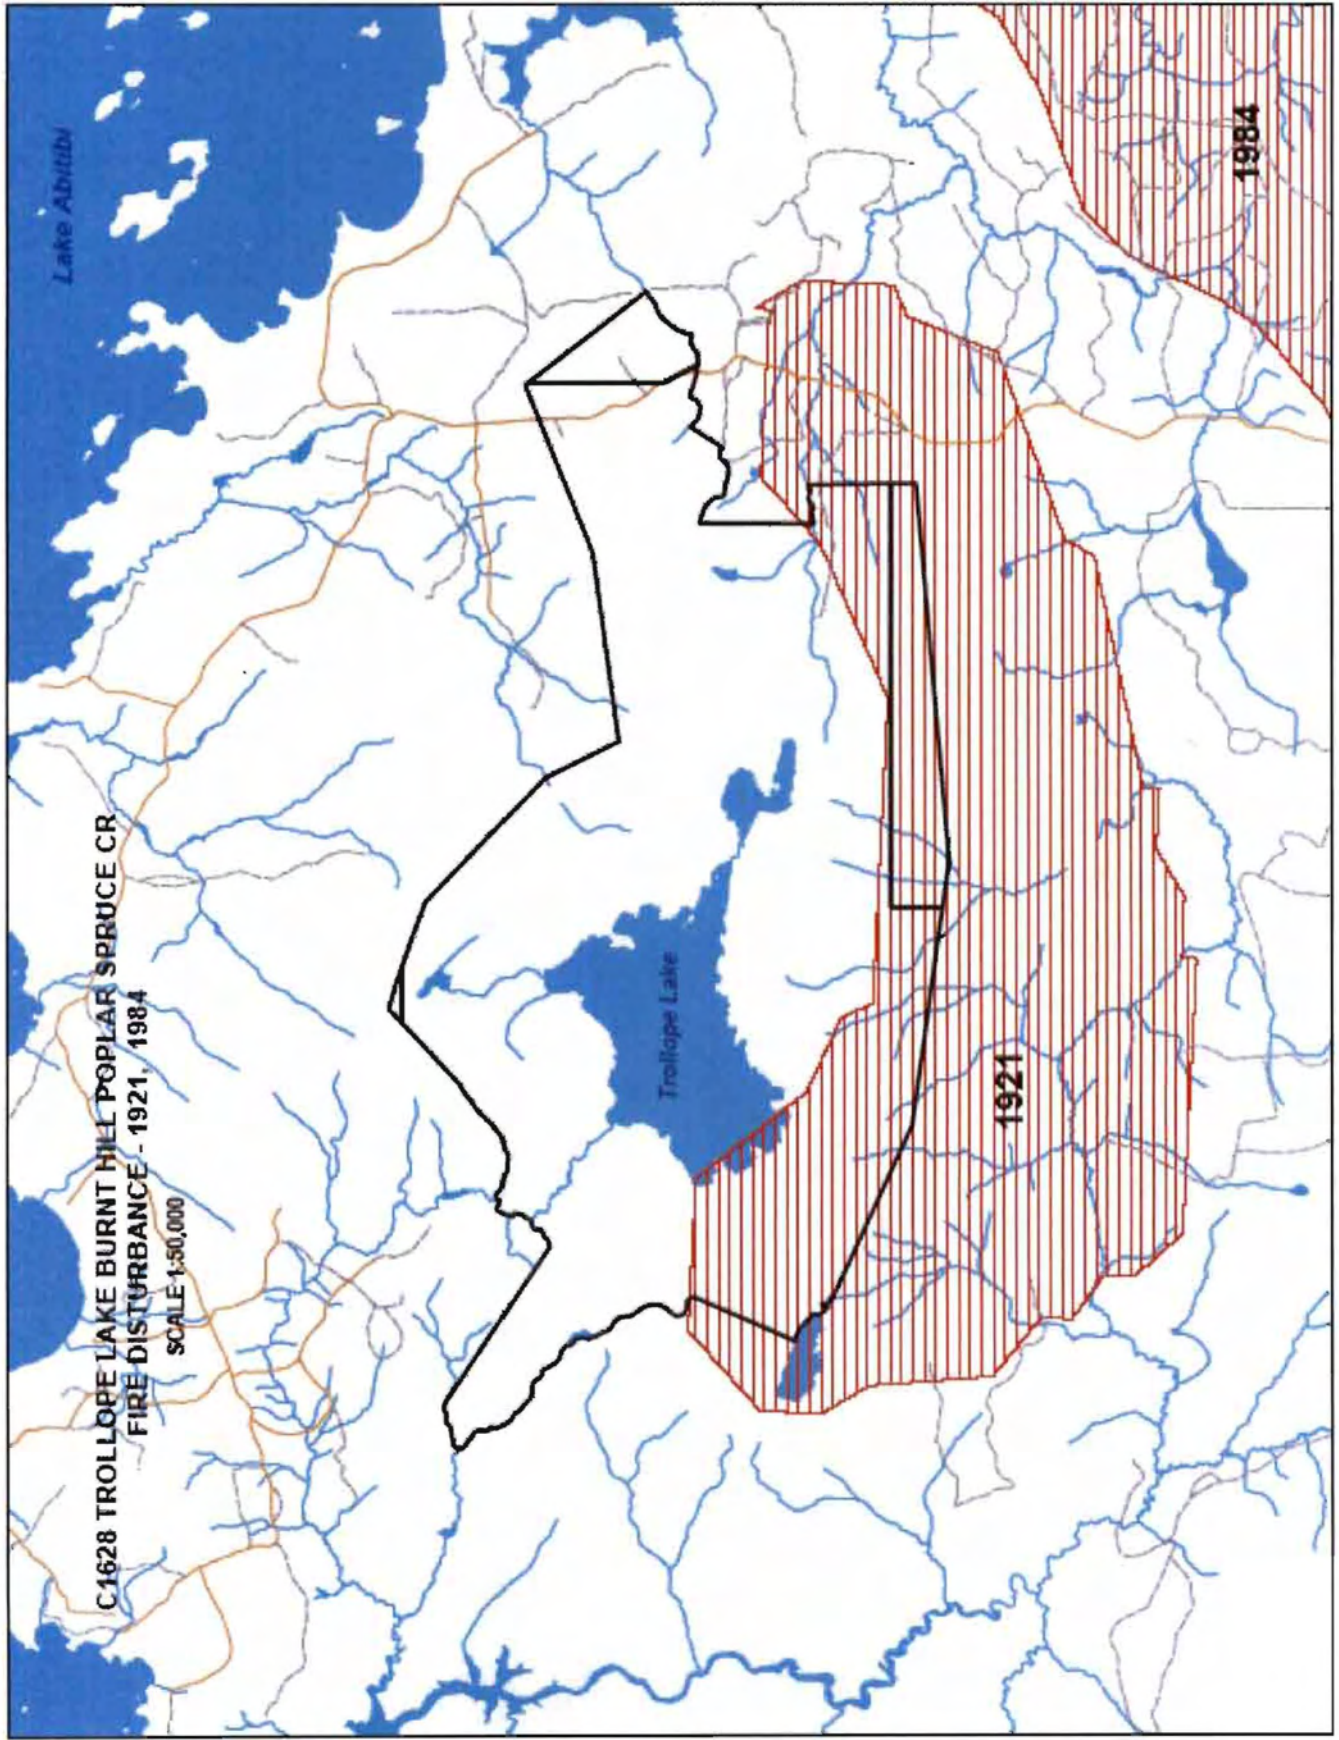 C1628 TROLLOPE LAKE BURNT HILL POPLAR SPRUCE CR
FIRE DISTURBANCE - 1921, 1984
SCALE 1:50,000
Lake Abitibi
Trollope Lake
1921
1984